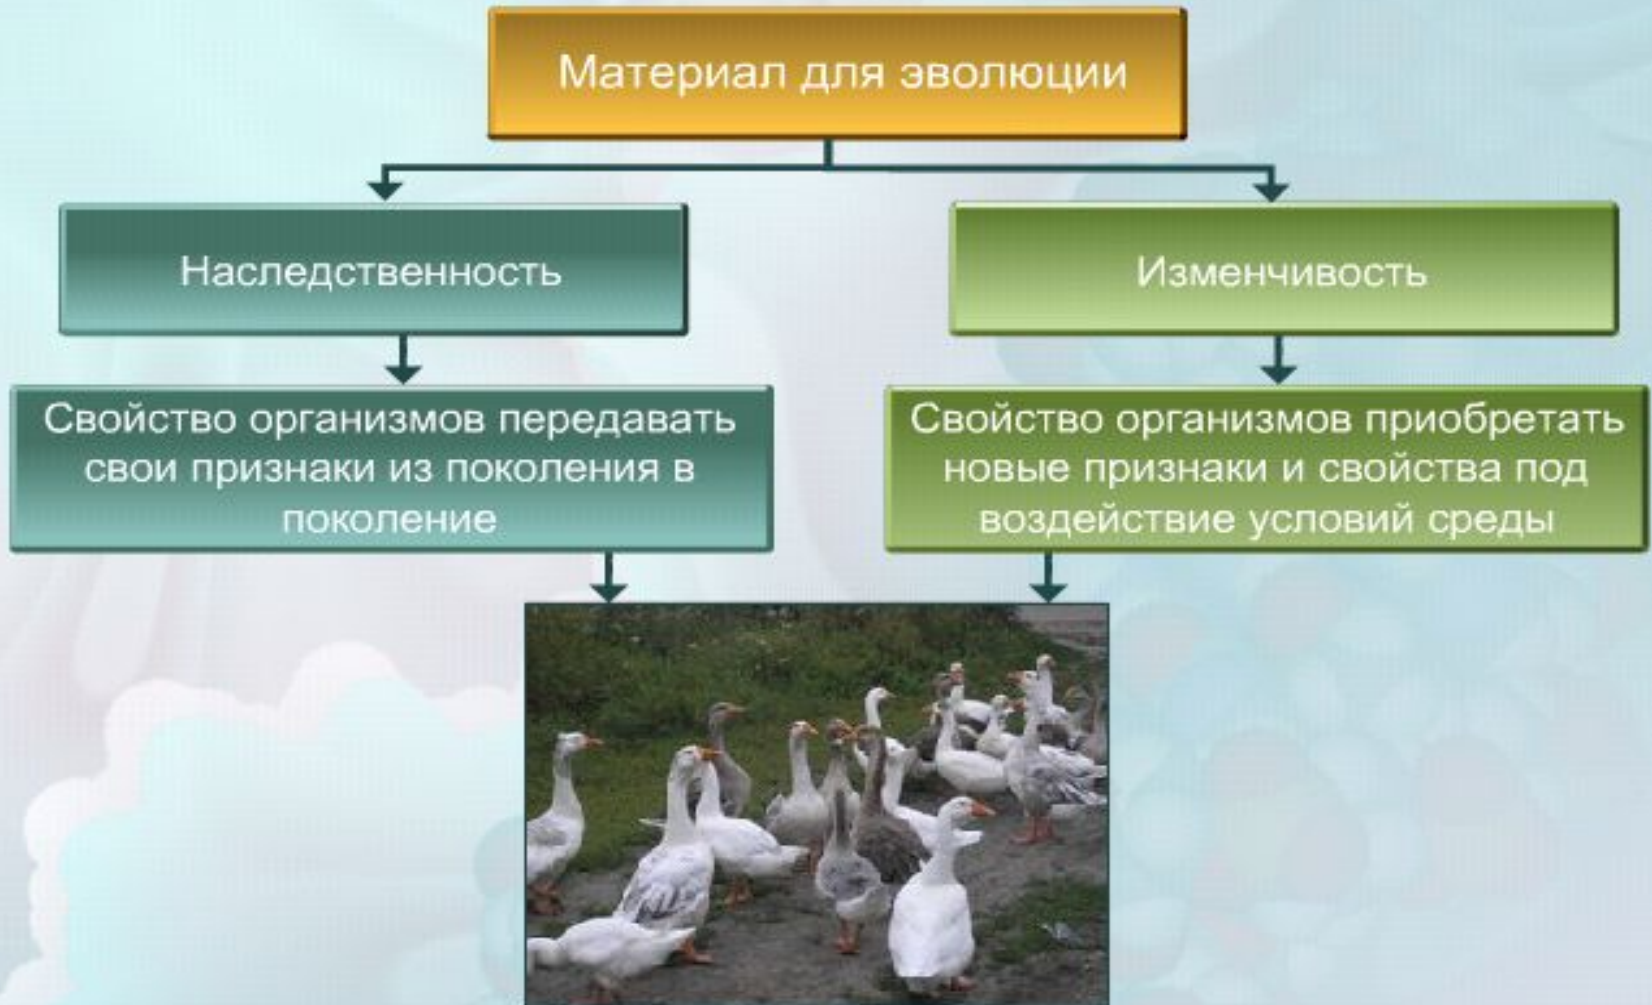 Материал для эволюции
Наследственность
Изменчивость
Свойство организмов передавать
свои признаки из поколения в
поколение
Свойство организмов приобретать
новые признаки и свойства под
воздействие условий среды